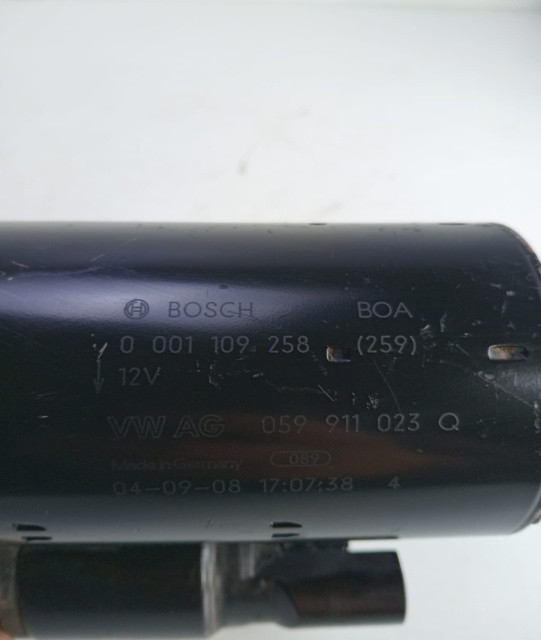 BOSCH BOA
0 001 109 258 (259)
12V
VW AG 059 911 023 Q
Made in Germany 089
04-09-08 17:07:38 4